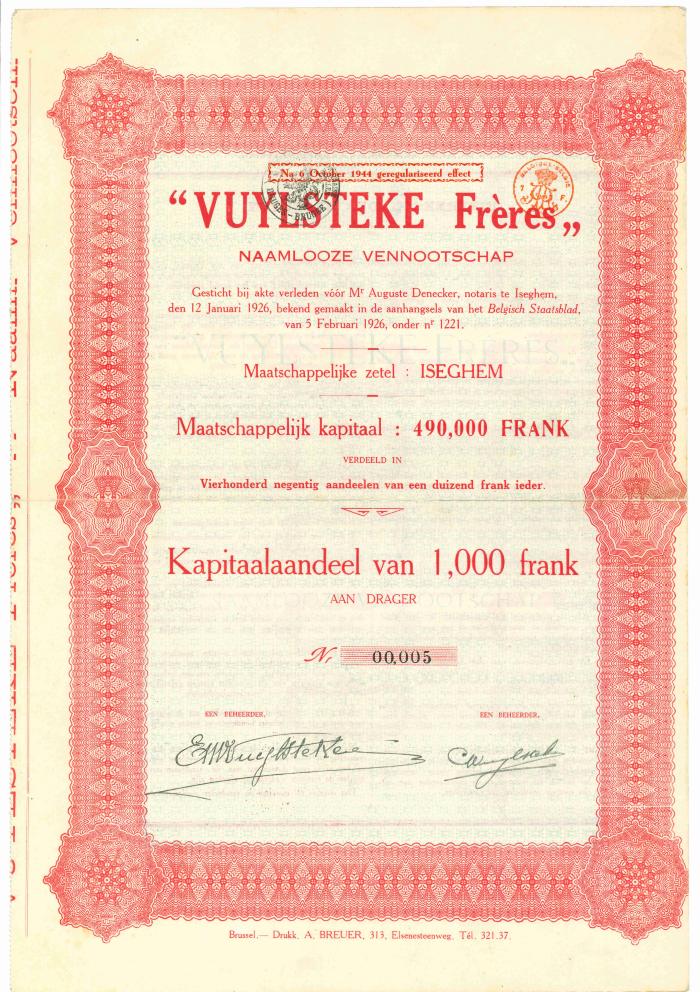 Na 6 October 1944 geregulariseerd effect
“VUYLSTEKE Frères„
NAAMLOOZE VENNOOTSCHAP
Gesticht bij akte verleden vóór Mr Auguste Denecker, notaris te Iseghem,
den 12 Januari 1926, bekend gemaakt in de aanhangsels van het Belgisch Staatsblad,
van 5 Februari 1926, onder nr 1221.
Maatschappelijke zetel : ISEGHEM
Maatschappelijk kapitaal : 490,000 FRANK
VERDEELD IN
Vierhonderd negentig aandeelen van een duizend frank ieder.
Kapitaalaandeel van 1,000 frank
AAN DRAGER
Nr 00,005
EEN BEHEERDER,
EEN BEHEERDER,
Brussel.— Drukk. A. BREUER, 313, Elsenesteenweg. Tél. 321.37.